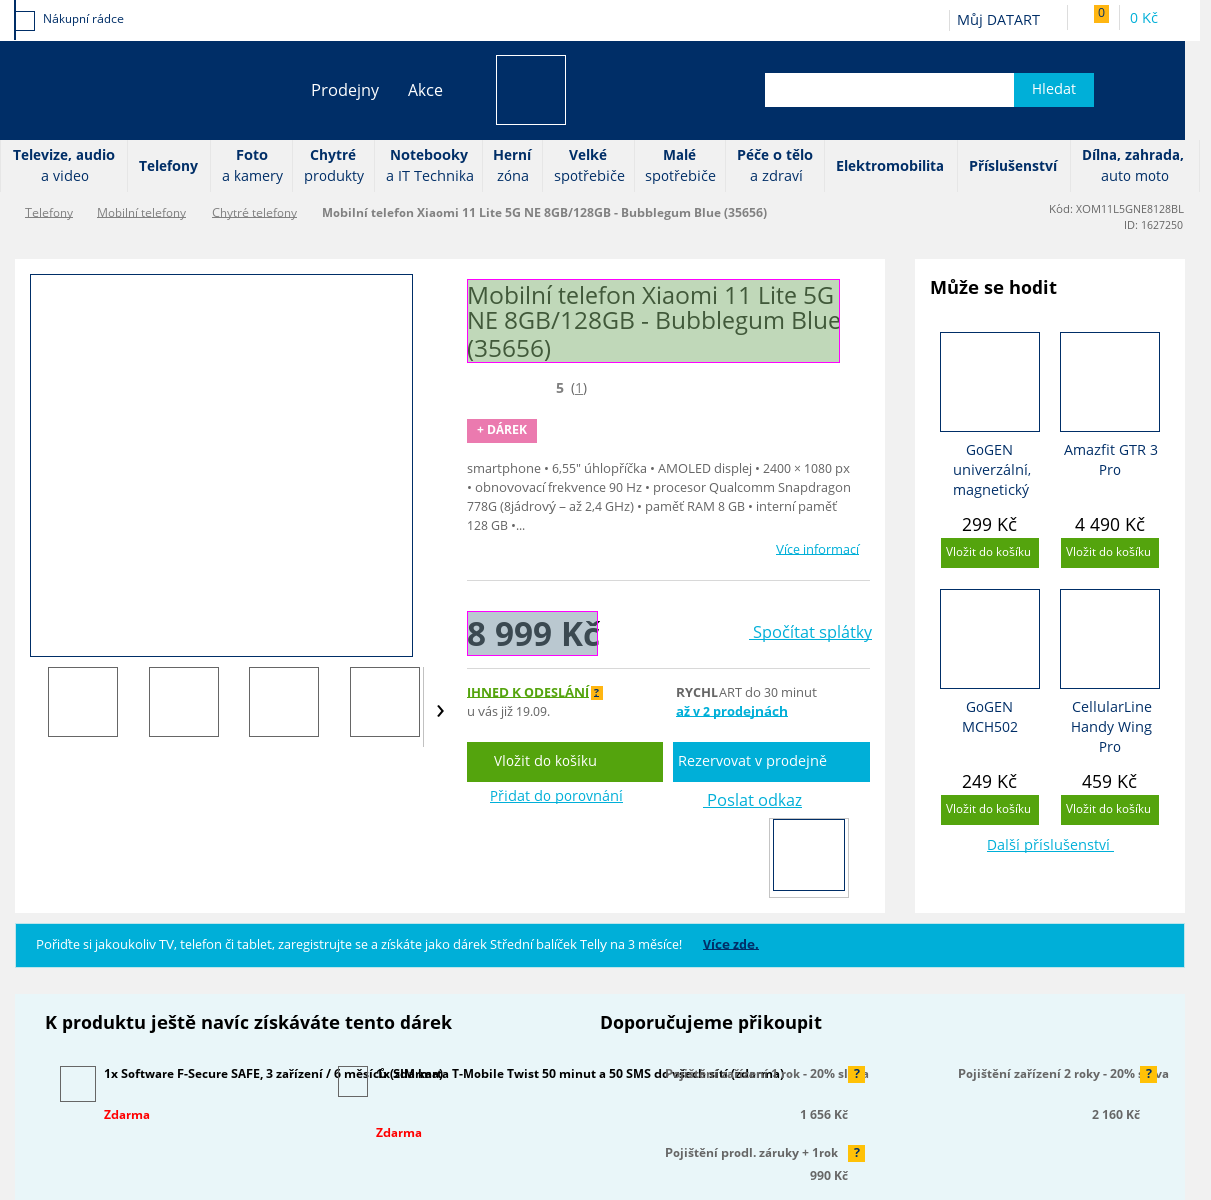 Nákupní rádce
Můj DATART
0
0 Kč
Prodejny
Akce
Hledat
Televize, audio
a video
Telefony
Foto
a kamery
Chytré
produkty
Notebooky
a IT Technika
Herní
zóna
Velké
spotřebiče
Malé
spotřebiče
Péče o tělo
a zdraví
Elektromobilita
Příslušenství
Dílna, zahrada,
auto moto
Telefony
Mobilní telefony
Chytré telefony
Mobilní telefon Xiaomi 11 Lite 5G NE 8GB/128GB - Bubblegum Blue (35656)
Kód: XOM11L5GNE8128BL
ID: 1627250
Mobilní telefon Xiaomi 11 Lite 5G
NE 8GB/128GB - Bubblegum Blue
(35656)
5 (1)
+ DÁREK
smartphone • 6,55" úhlopříčka • AMOLED displej • 2400 × 1080 px
• obnovovací frekvence 90 Hz • procesor Qualcomm Snapdragon
778G (8jádrový – až 2,4 GHz) • paměť RAM 8 GB • interní paměť
128 GB •...
Více informací
8 999 Kč
Spočítat splátky
IHNED K ODESLÁNÍ ?
u vás již 19.09.
RYCHLART do 30 minut
až v 2 prodejnách
Vložit do košíku
Rezervovat v prodejně
Přidat do porovnání
Poslat odkaz
Může se hodit
GoGEN
univerzální,
magnetický
299 Kč
Vložit do košíku
Amazfit GTR 3
Pro
4 490 Kč
Vložit do košíku
GoGEN
MCH502
249 Kč
Vložit do košíku
CellularLine
Handy Wing
Pro
459 Kč
Vložit do košíku
Další příslušenství
Pořiďte si jakoukoliv TV, telefon či tablet, zaregistrujte se a získáte jako dárek Střední balíček Telly na 3 měsíce! Více zde.
K produktu ještě navíc získáváte tento dárek
1x Software F-Secure SAFE, 3 zařízení / 6 měsíců (zdarma)
Zdarma
1x SIM karta T-Mobile Twist 50 minut a 50 SMS do všech sítí (zdarma)
Zdarma
Doporučujeme přikoupit
Pojištění zařízení 1 rok - 20% sleva
?
1 656 Kč
Pojištění zařízení 2 roky - 20% sleva
?
2 160 Kč
Pojištění prodl. záruky + 1rok
?
990 Kč